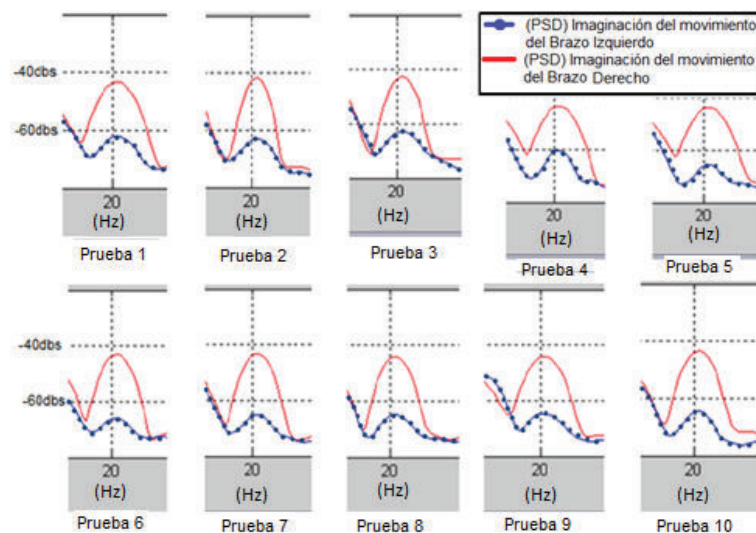 (PSD) Imaginación del movimiento
del Brazo Izquierdo
(PSD) Imaginación del movimiento
del Brazo Derecho
-40dbs
-60dbs
20
(Hz)
Prueba 1
20
(Hz)
Prueba 2
20
(Hz)
Prueba 3
20
(Hz)
Prueba 4
20
(Hz)
Prueba 5
-40dbs
-60dbs
20
(Hz)
Prueba 6
20
(Hz)
Prueba 7
20
(Hz)
Prueba 8
20
(Hz)
Prueba 9
20
(Hz)
Prueba 10